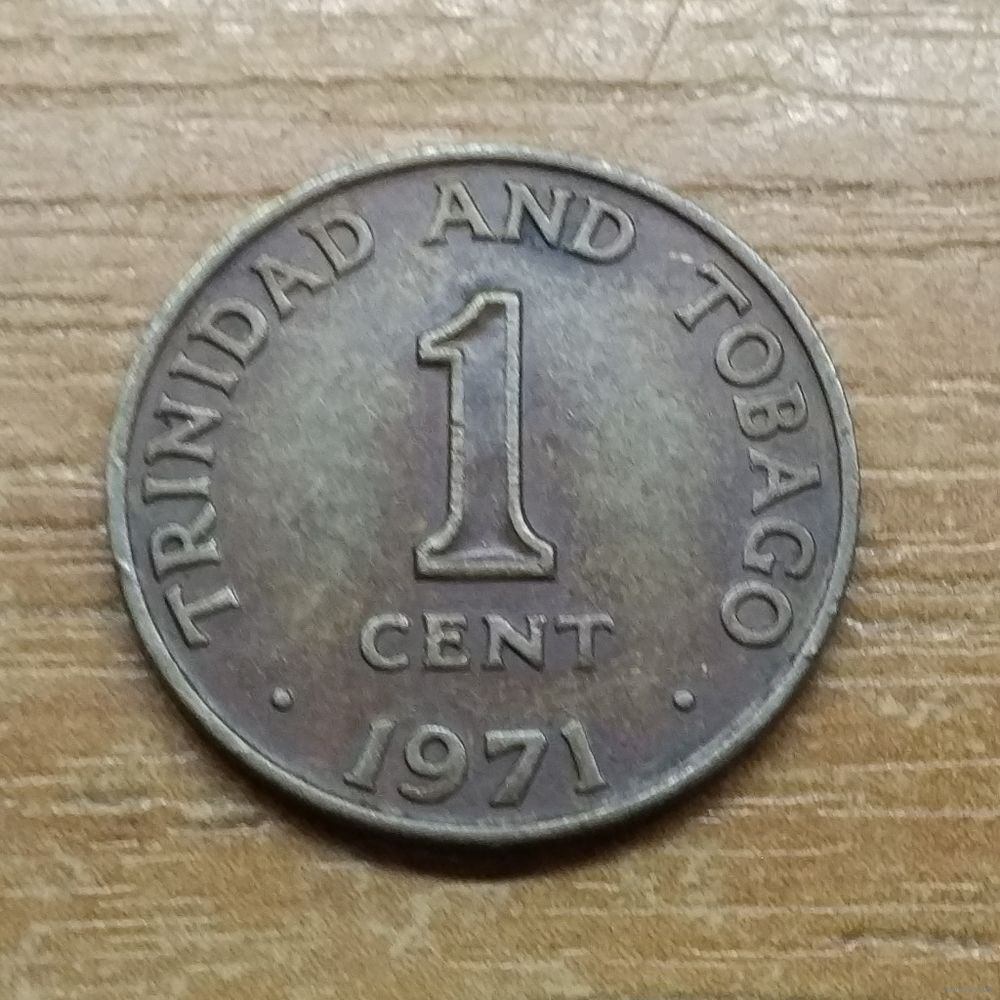 TRINIDAD AND TOBAGO
1
CENT
· 1971 ·